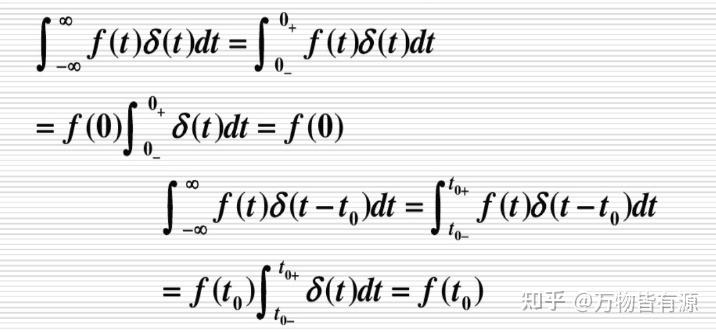 ∫_{-∞}^{∞} f(t)δ(t)dt = ∫_{0_-}^{0_+} f(t)δ(t)dt
= f(0)∫_{0_-}^{0_+} δ(t)dt = f(0)
∫_{-∞}^{∞} f(t)δ(t-t_0)dt = ∫_{t_{0-}}^{t_{0+}} f(t)δ(t-t_0)dt
= f(t_0)∫_{t_{0-}}^{t_{0+}} δ(t)dt = f(t_0)
知乎 @万物皆有源